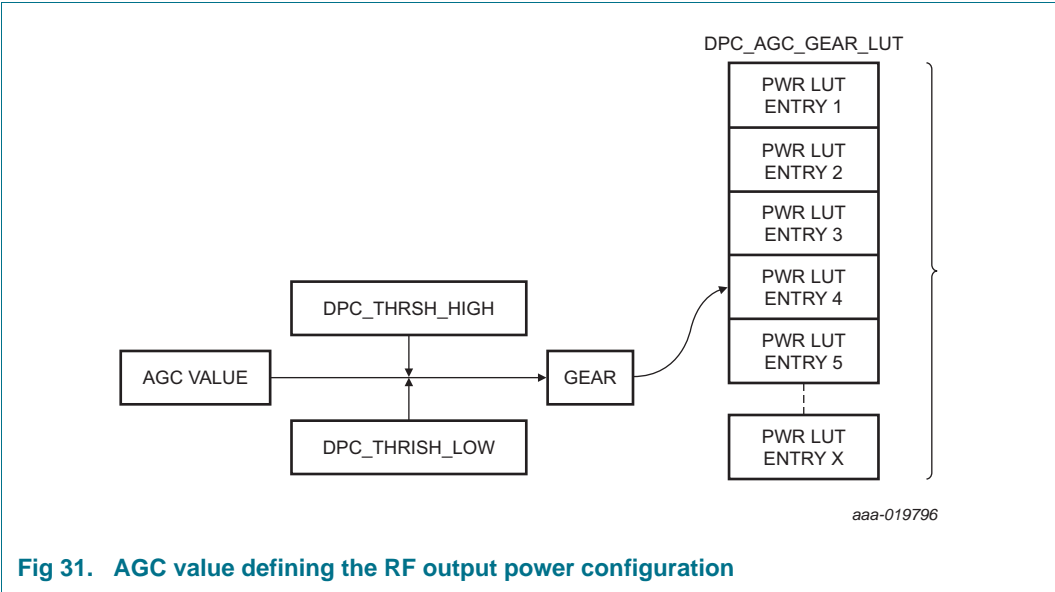 DPC_AGC_GEAR_LUT
PWR LUT
ENTRY 1
PWR LUT
ENTRY 2
PWR LUT
ENTRY 3
PWR LUT
ENTRY 4
PWR LUT
ENTRY 5
PWR LUT
ENTRY X
DPC_THRSH_HIGH
AGC VALUE
GEAR
DPC_THRISH_LOW
aaa-019796
Fig 31. AGC value defining the RF output power configuration